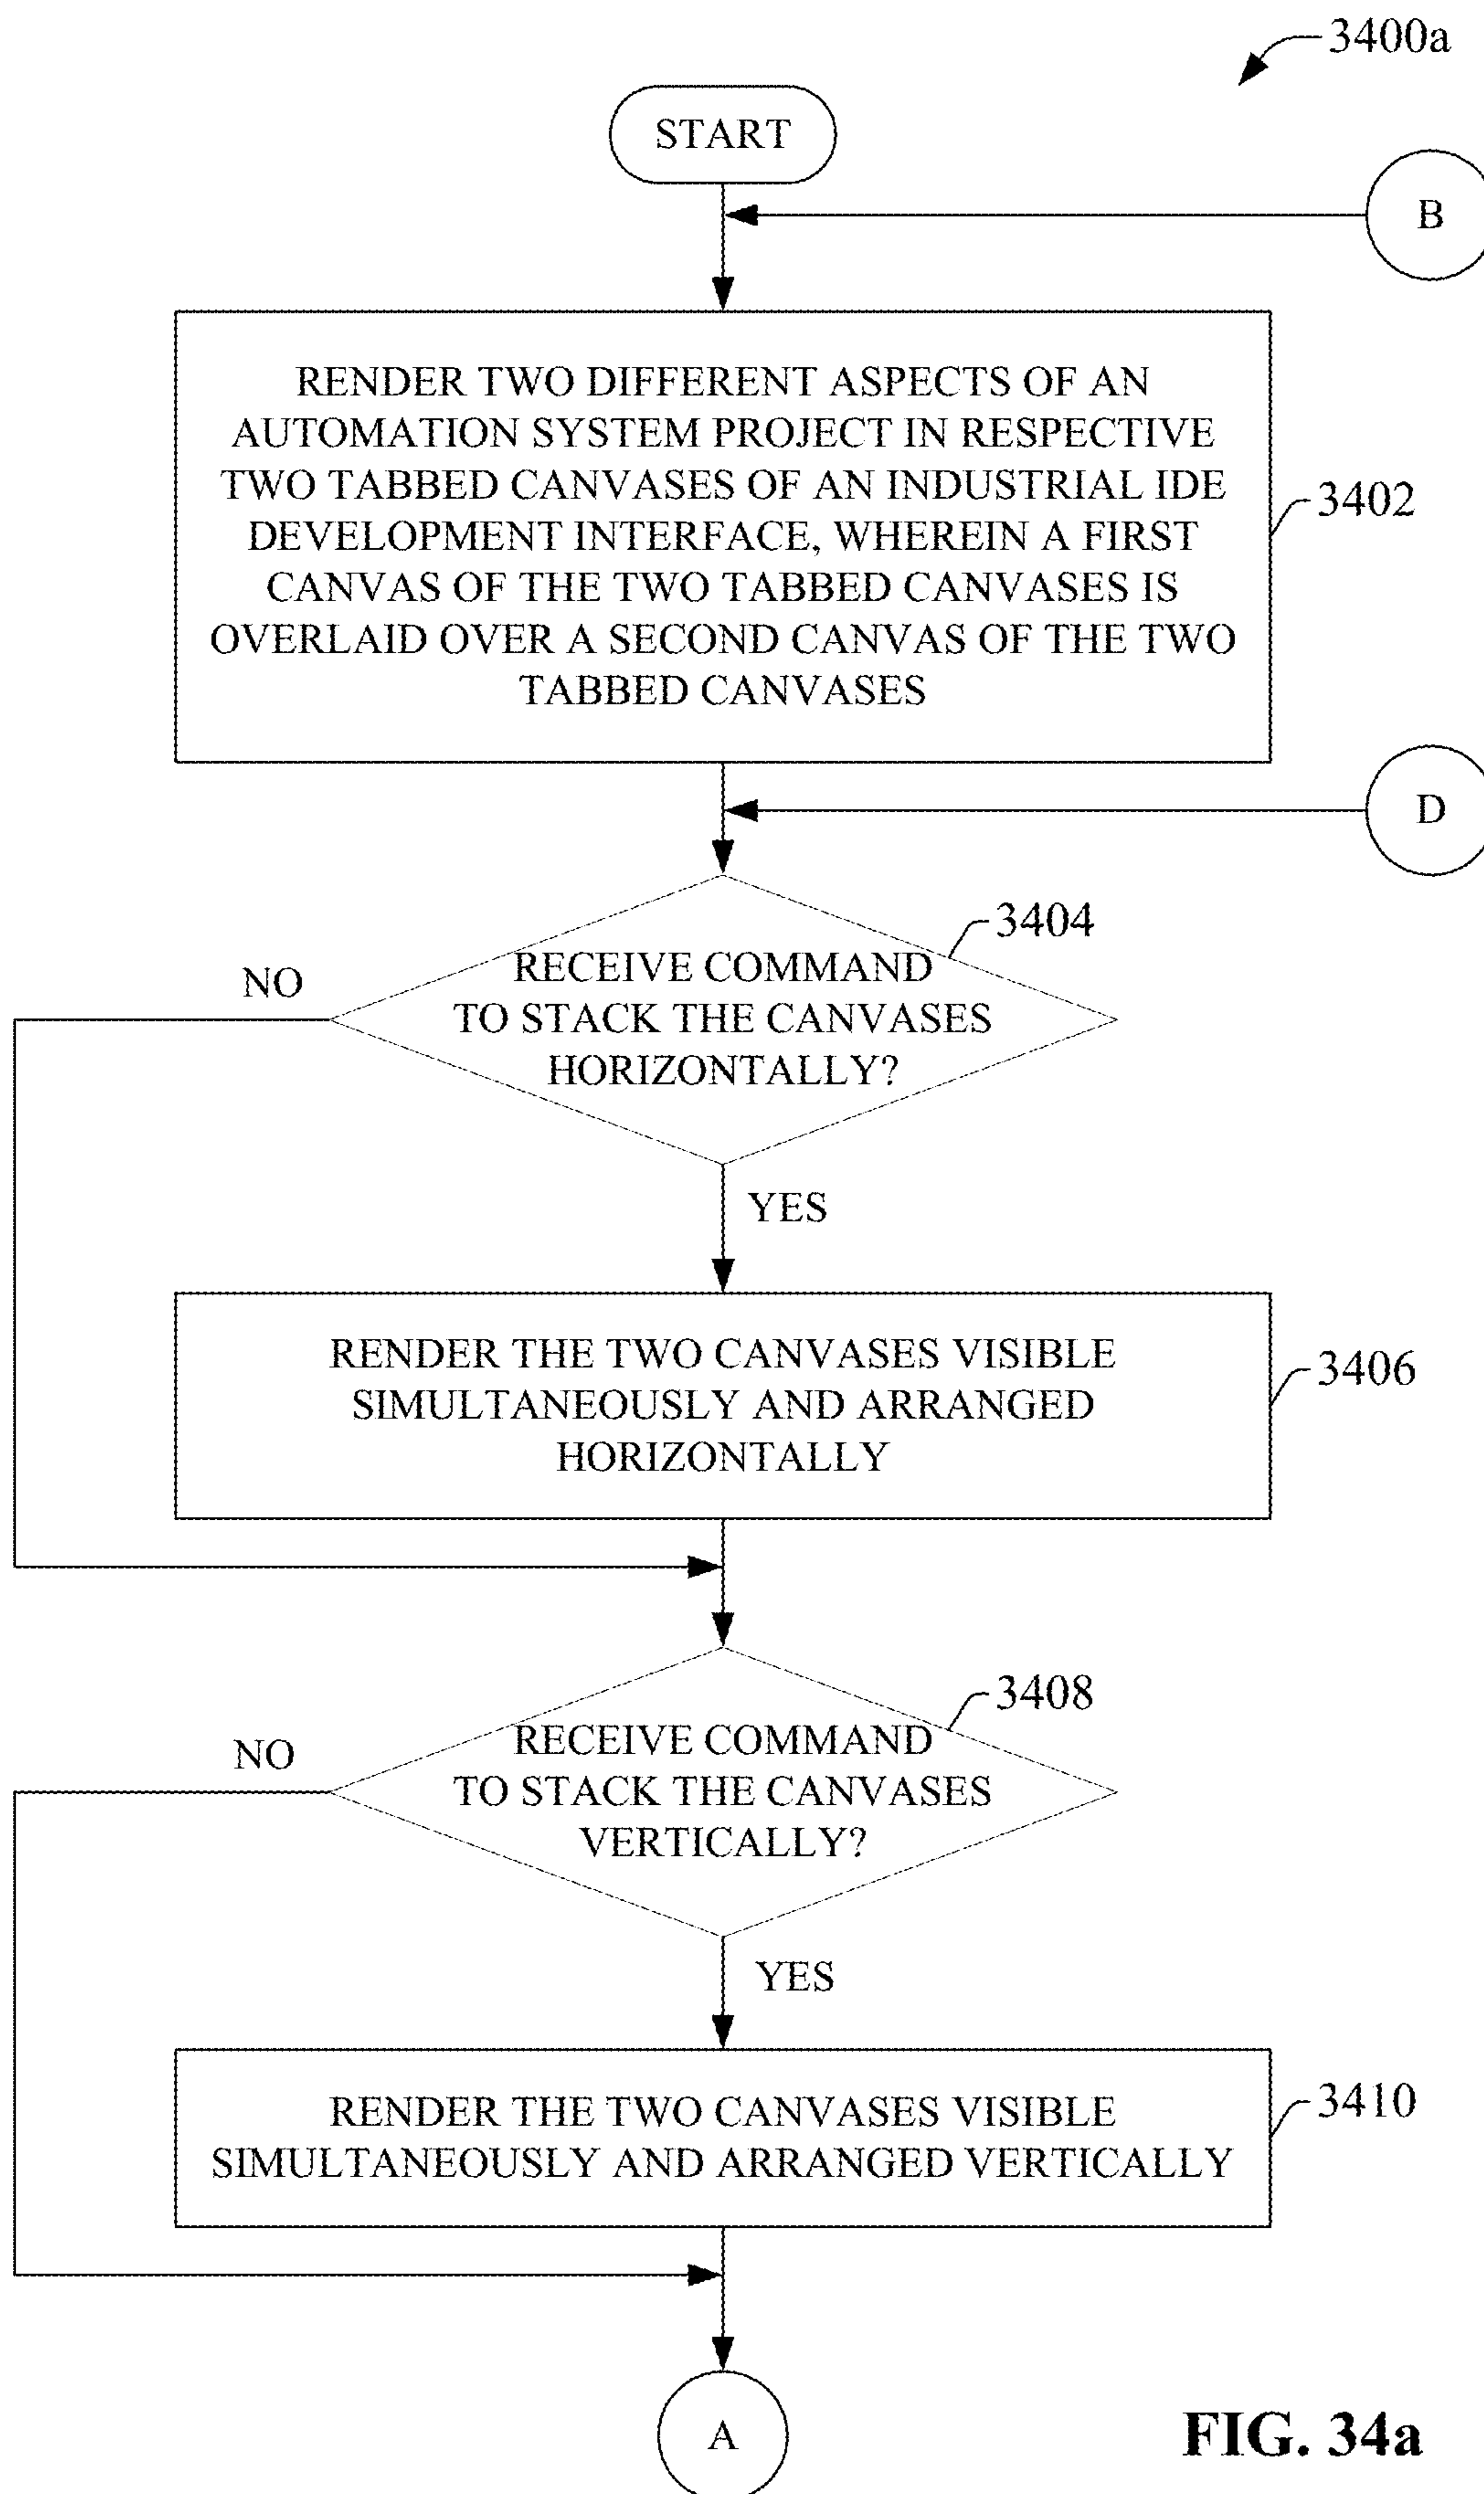 3400a
START
B
RENDER TWO DIFFERENT ASPECTS OF AN
AUTOMATION SYSTEM PROJECT IN RESPECTIVE
TWO TABBED CANVASES OF AN INDUSTRIAL IDE
DEVELOPMENT INTERFACE, WHEREIN A FIRST
CANVAS OF THE TWO TABBED CANVASES IS
OVERLAID OVER A SECOND CANVAS OF THE TWO
TABBED CANVASES
3402
D
3404
NO
RECEIVE COMMAND
TO STACK THE CANVASES
HORIZONTALLY?
YES
RENDER THE TWO CANVASES VISIBLE
SIMULTANEOUSLY AND ARRANGED
HORIZONTALLY
3406
3408
NO
RECEIVE COMMAND
TO STACK THE CANVASES
VERTICALLY?
YES
RENDER THE TWO CANVASES VISIBLE
SIMULTANEOUSLY AND ARRANGED VERTICALLY
3410
A
FIG. 34a